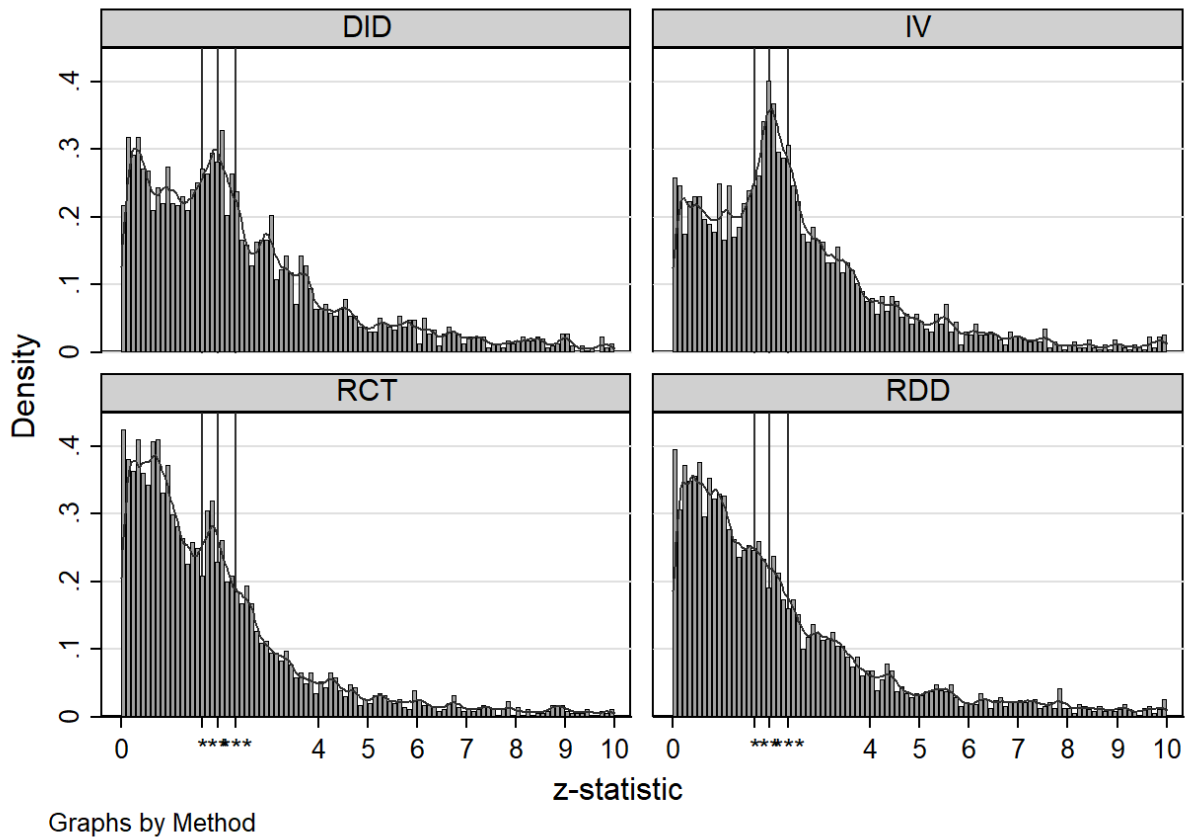 DID
IV
0 .1 .2 .3 .4
RCT
RDD
0 .1 .2 .3 .4
Density
0 4 5 6 7 8 9 10
0 4 5 6 7 8 9 10
z-statistic
Graphs by Method